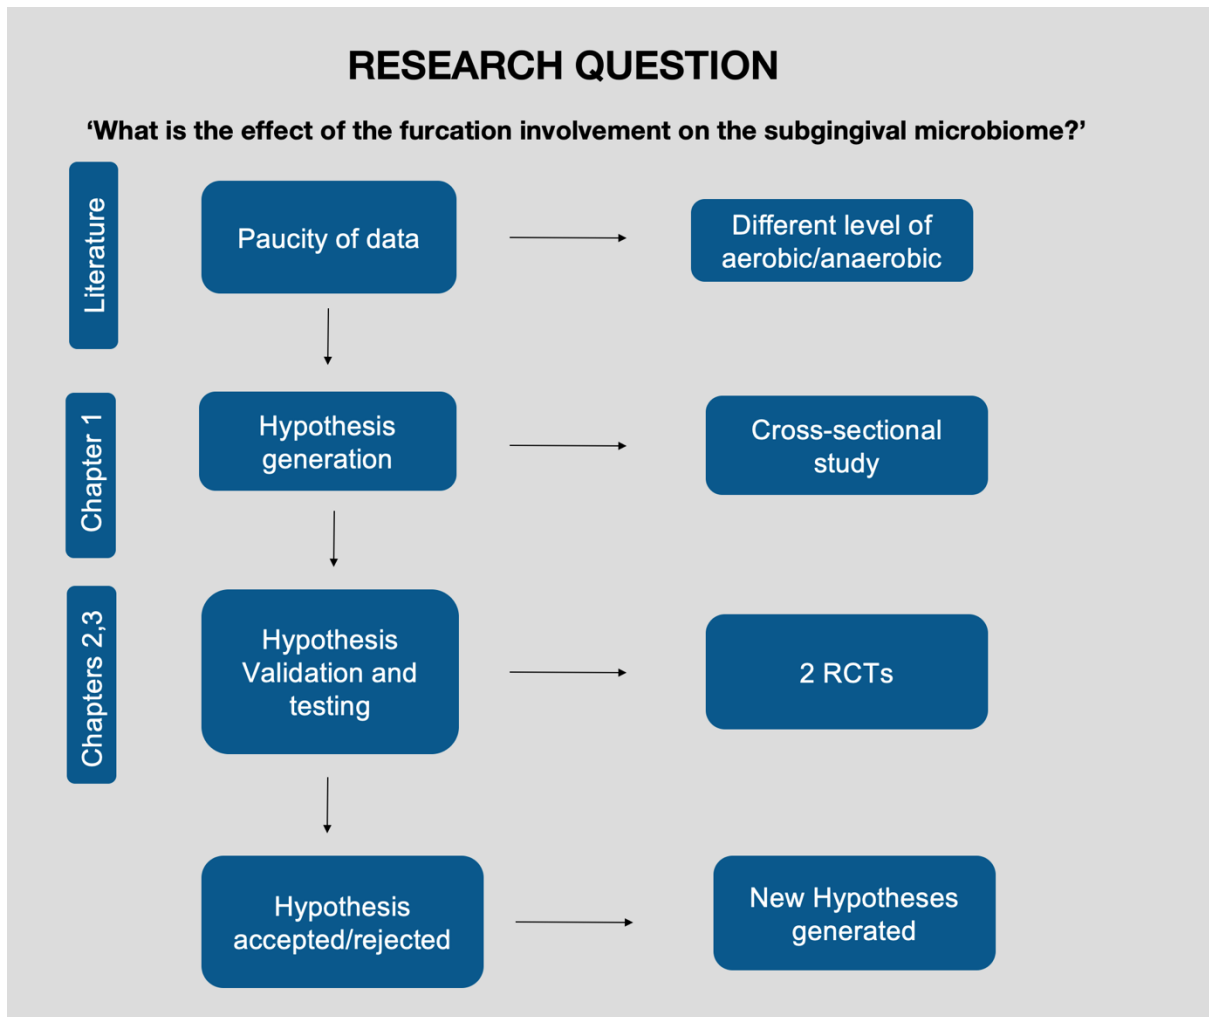 RESEARCH QUESTION
‘What is the effect of the furcation involvement on the subgingival microbiome?’
Literature
Paucity of data
Different level of
aerobic/anaerobic
Chapter 1
Hypothesis
generation
Cross-sectional
study
Chapters 2,3
Hypothesis
Validation and
testing
2 RCTs
Hypothesis
accepted/rejected
New Hypotheses
generated